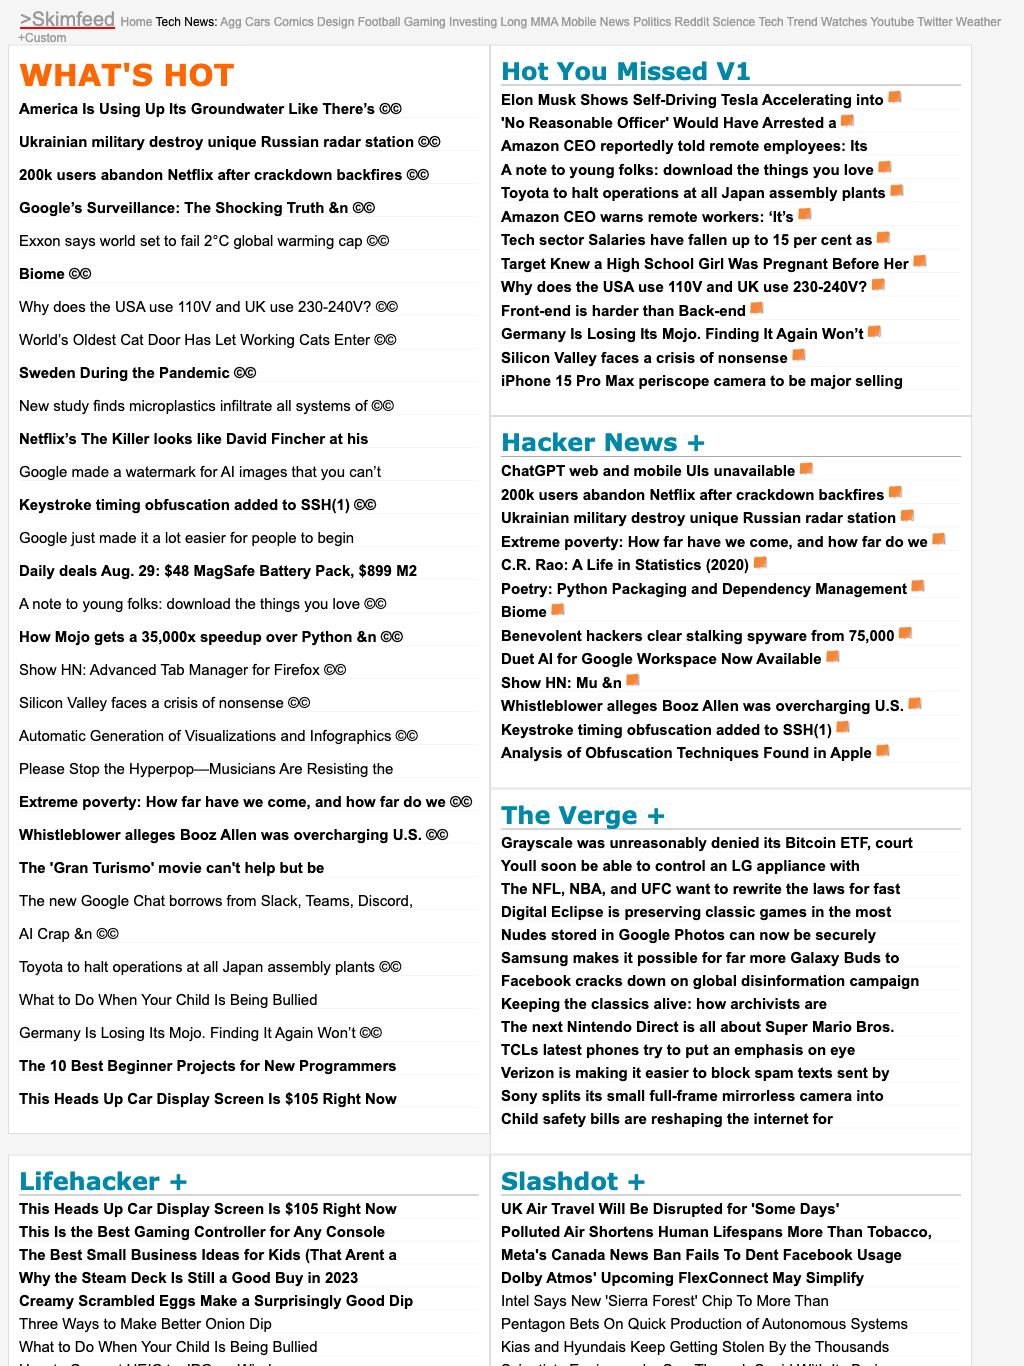 >Skimfeed Home Tech News: Agg Cars Comics Design Football Gaming Investing Long MMA Mobile News Politics Reddit Science Tech Trend Watches Youtube Twitter Weather
+Custom
WHAT'S HOT
America Is Using Up Its Groundwater Like There’s ©©
Ukrainian military destroy unique Russian radar station ©©
200k users abandon Netflix after crackdown backfires ©©
Google’s Surveillance: The Shocking Truth &n ©©
Exxon says world set to fail 2°C global warming cap ©©
Biome ©©
Why does the USA use 110V and UK use 230-240V? ©©
World’s Oldest Cat Door Has Let Working Cats Enter ©©
Sweden During the Pandemic ©©
New study finds microplastics infiltrate all systems of ©©
Netflix’s The Killer looks like David Fincher at his
Google made a watermark for AI images that you can’t
Keystroke timing obfuscation added to SSH(1) ©©
Google just made it a lot easier for people to begin
Daily deals Aug. 29: $48 MagSafe Battery Pack, $899 M2
A note to young folks: download the things you love ©©
How Mojo gets a 35,000x speedup over Python &n ©©
Show HN: Advanced Tab Manager for Firefox ©©
Silicon Valley faces a crisis of nonsense ©©
Automatic Generation of Visualizations and Infographics ©©
Please Stop the Hyperpop—Musicians Are Resisting the
Extreme poverty: How far have we come, and how far do we ©©
Whistleblower alleges Booz Allen was overcharging U.S. ©©
The 'Gran Turismo' movie can't help but be
The new Google Chat borrows from Slack, Teams, Discord,
AI Crap &n ©©
Toyota to halt operations at all Japan assembly plants ©©
What to Do When Your Child Is Being Bullied
Germany Is Losing Its Mojo. Finding It Again Won’t ©©
The 10 Best Beginner Projects for New Programmers
This Heads Up Car Display Screen Is $105 Right Now
Hot You Missed V1
Elon Musk Shows Self-Driving Tesla Accelerating into
'No Reasonable Officer' Would Have Arrested a
Amazon CEO reportedly told remote employees: Its
A note to young folks: download the things you love
Toyota to halt operations at all Japan assembly plants
Amazon CEO warns remote workers: ‘It’s
Tech sector Salaries have fallen up to 15 per cent as
Target Knew a High School Girl Was Pregnant Before Her
Why does the USA use 110V and UK use 230-240V?
Front-end is harder than Back-end
Germany Is Losing Its Mojo. Finding It Again Won’t
Silicon Valley faces a crisis of nonsense
iPhone 15 Pro Max periscope camera to be major selling
Hacker News +
ChatGPT web and mobile UIs unavailable
200k users abandon Netflix after crackdown backfires
Ukrainian military destroy unique Russian radar station
Extreme poverty: How far have we come, and how far do we
C.R. Rao: A Life in Statistics (2020)
Poetry: Python Packaging and Dependency Management
Biome
Benevolent hackers clear stalking spyware from 75,000
Duet AI for Google Workspace Now Available
Show HN: Mu &n
Whistleblower alleges Booz Allen was overcharging U.S.
Keystroke timing obfuscation added to SSH(1)
Analysis of Obfuscation Techniques Found in Apple
The Verge +
Grayscale was unreasonably denied its Bitcoin ETF, court
Youll soon be able to control an LG appliance with
The NFL, NBA, and UFC want to rewrite the laws for fast
Digital Eclipse is preserving classic games in the most
Nudes stored in Google Photos can now be securely
Samsung makes it possible for far more Galaxy Buds to
Facebook cracks down on global disinformation campaign
Keeping the classics alive: how archivists are
The next Nintendo Direct is all about Super Mario Bros.
TCLs latest phones try to put an emphasis on eye
Verizon is making it easier to block spam texts sent by
Sony splits its small full-frame mirrorless camera into
Child safety bills are reshaping the internet for
Lifehacker +
This Heads Up Car Display Screen Is $105 Right Now
This Is the Best Gaming Controller for Any Console
The Best Small Business Ideas for Kids (That Arent a
Why the Steam Deck Is Still a Good Buy in 2023
Creamy Scrambled Eggs Make a Surprisingly Good Dip
Three Ways to Make Better Onion Dip
What to Do When Your Child Is Being Bullied
Slashdot +
UK Air Travel Will Be Disrupted for 'Some Days'
Polluted Air Shortens Human Lifespans More Than Tobacco,
Meta's Canada News Ban Fails To Dent Facebook Usage
Dolby Atmos' Upcoming FlexConnect May Simplify
Intel Says New 'Sierra Forest' Chip To More Than
Pentagon Bets On Quick Production of Autonomous Systems
Kias and Hyundais Keep Getting Stolen By the Thousands